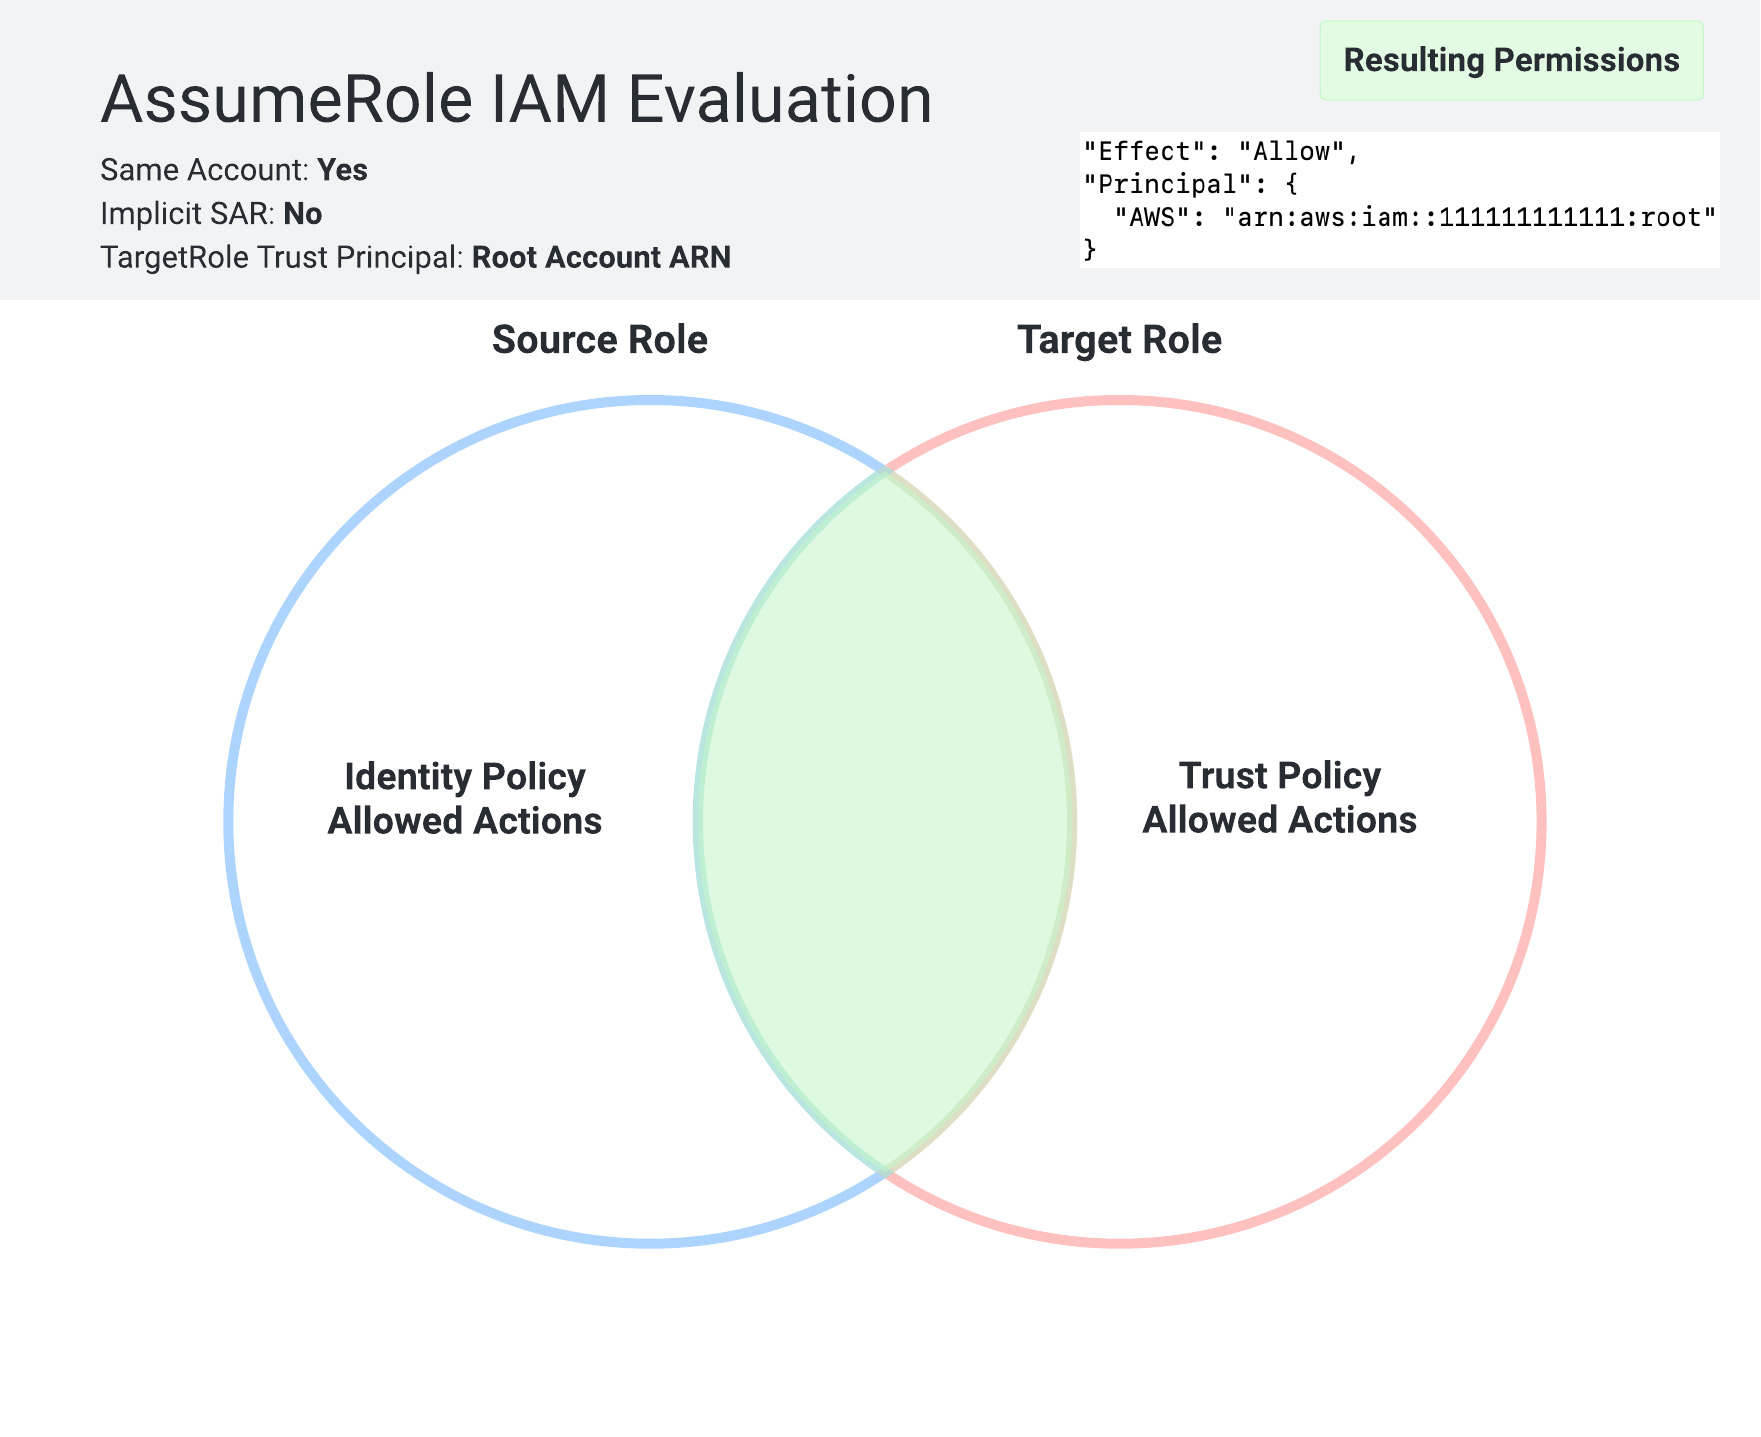 Resulting Permissions
AssumeRole IAM Evaluation
Same Account: Yes
Implicit SAR: No
TargetRole Trust Principal: Root Account ARN
"Effect": "Allow",
"Principal": {
  "AWS": "arn:aws:iam::111111111111:root"
}
Source Role
Target Role
Identity Policy
Allowed Actions
Trust Policy
Allowed Actions